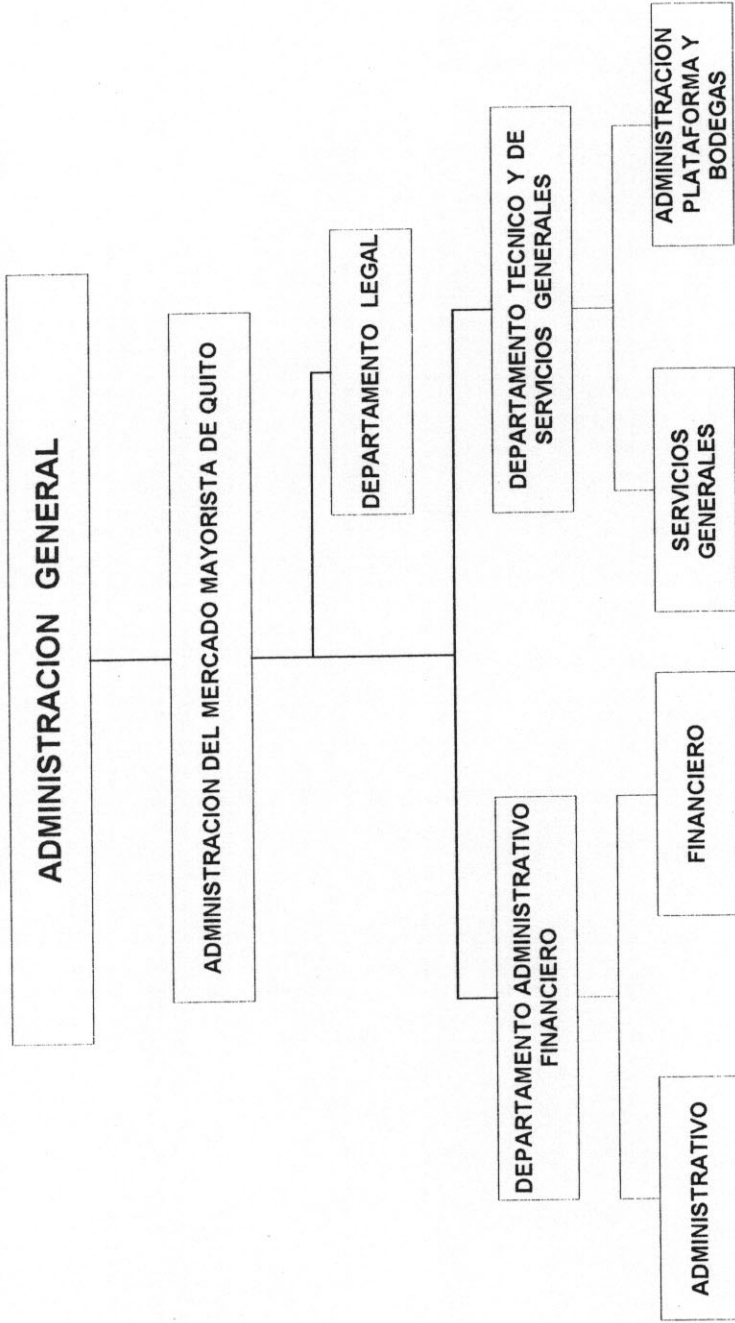 ADMINISTRACION GENERAL
ADMINISTRACION DEL MERCADO MAYORISTA DE QUITO
DEPARTAMENTO LEGAL
DEPARTAMENTO ADMINISTRATIVO
FINANCIERO
DEPARTAMENTO TECNICO Y DE
SERVICIOS GENERALES
ADMINISTRATIVO
FINANCIERO
SERVICIOS
GENERALES
ADMINISTRACION
PLATAFORMA Y
BODEGAS